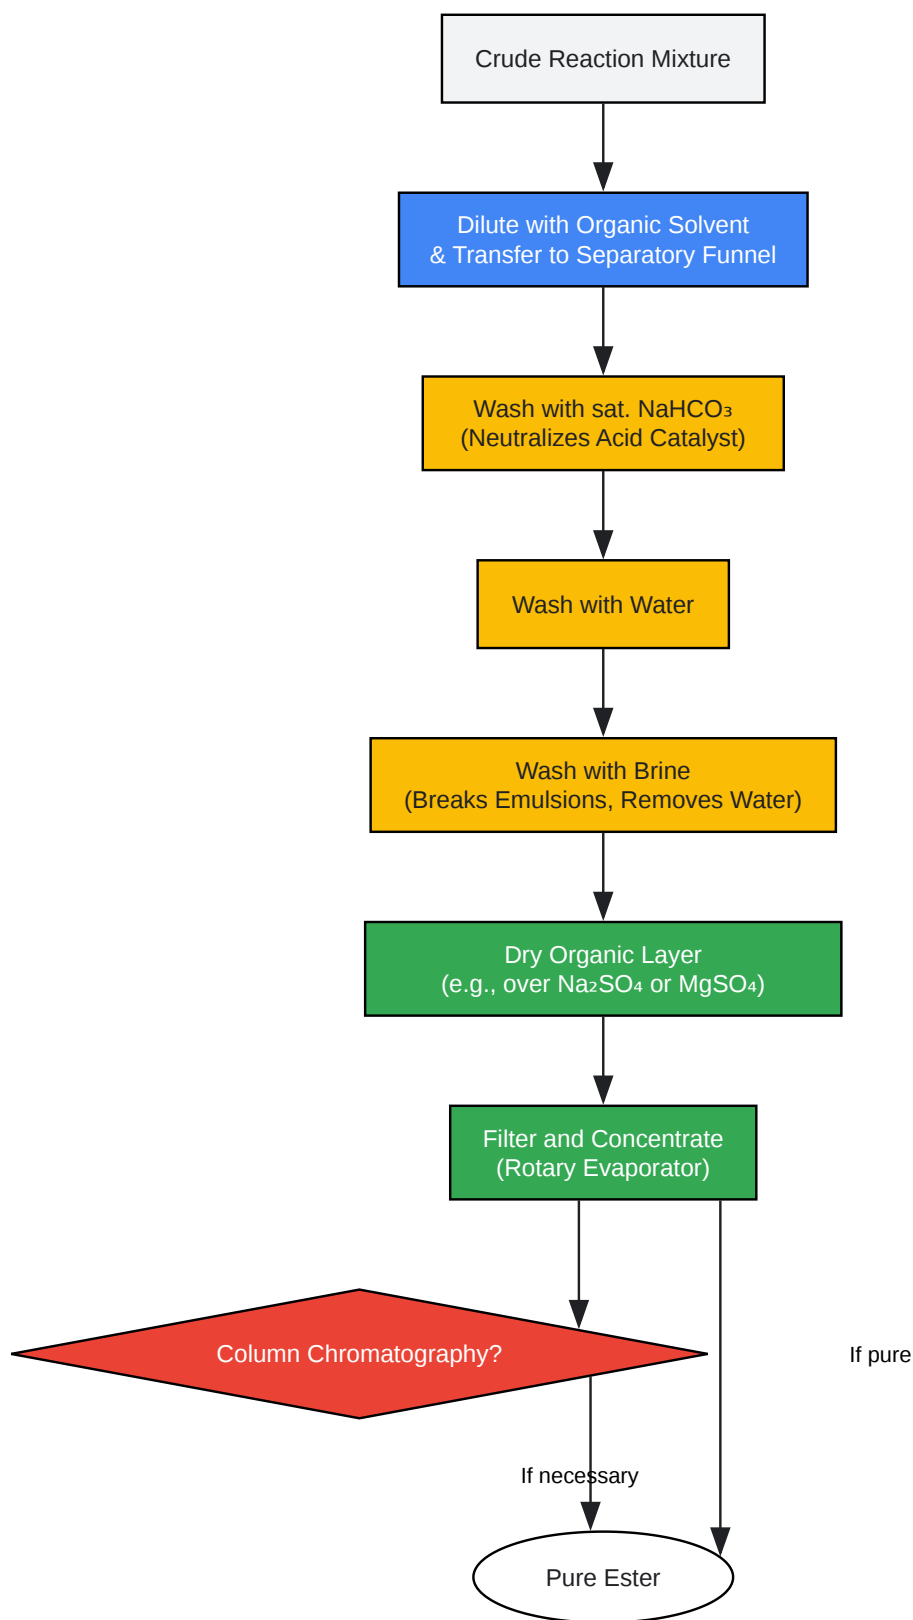 Crude Reaction Mixture
Dilute with Organic Solvent
& Transfer to Separatory Funnel
Wash with sat. NaHCO₃
(Neutralizes Acid Catalyst)
Wash with Water
Wash with Brine
(Breaks Emulsions, Removes Water)
Dry Organic Layer
(e.g., over Na₂SO₄ or MgSO₄)
Filter and Concentrate
(Rotary Evaporator)
Column Chromatography?
If pure
If necessary
Pure Ester